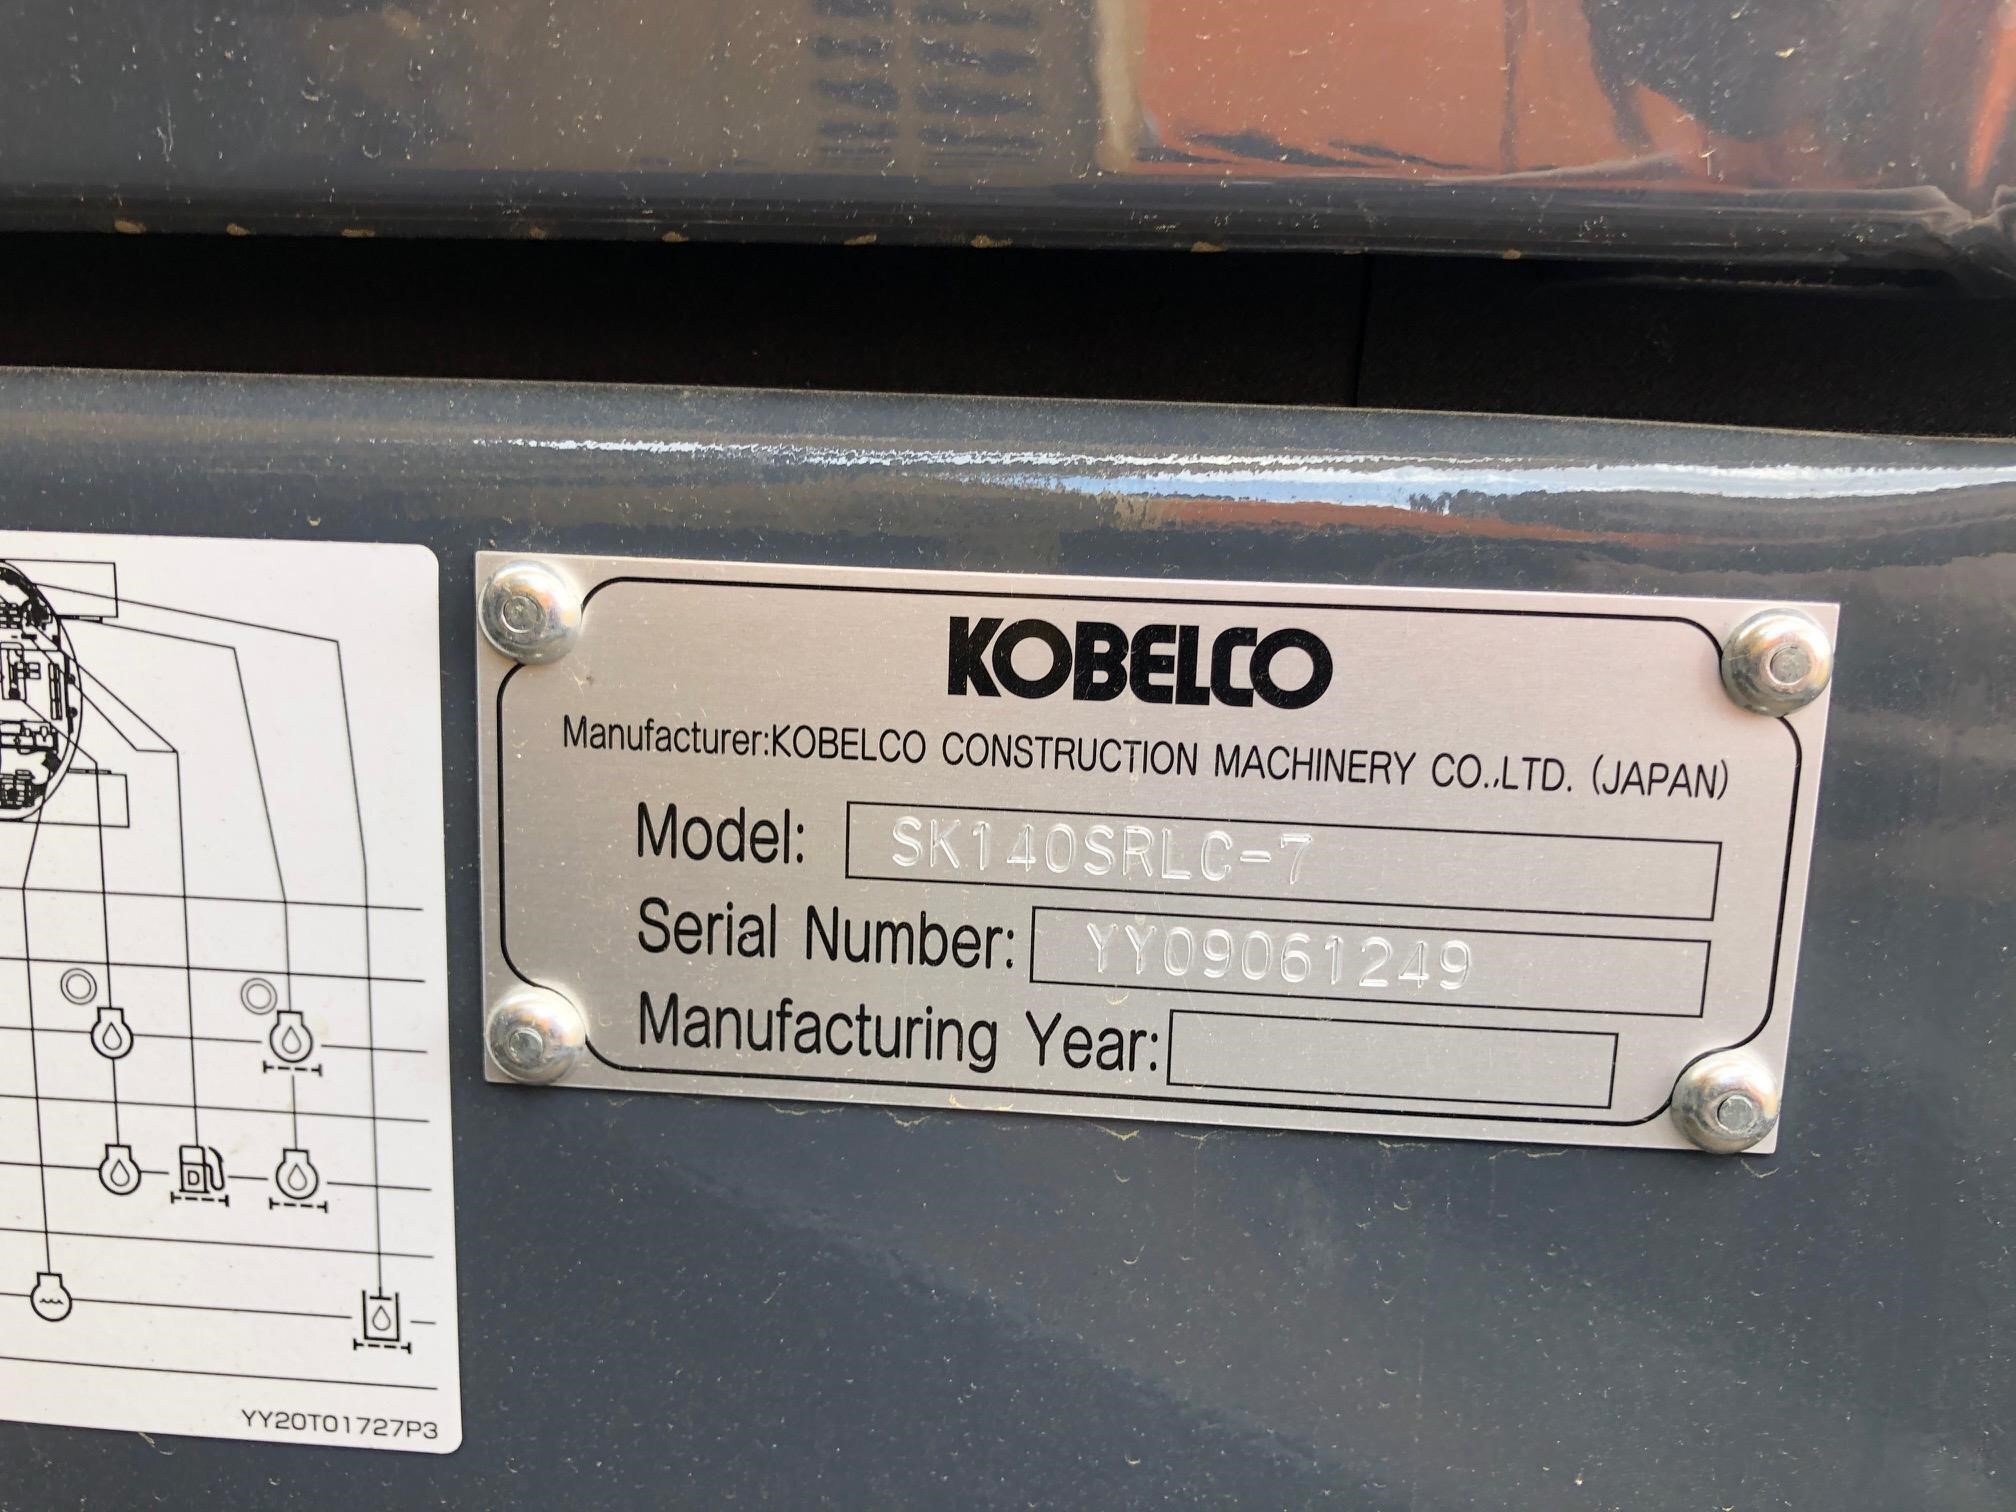 KOBELCO
Manufacturer:KOBELCO CONSTRUCTION MACHINERY CO.,LTD. (JAPAN)
Model: SK140SRLC-7
Serial Number: YY09061249
Manufacturing Year:
D
YY20T01727P3